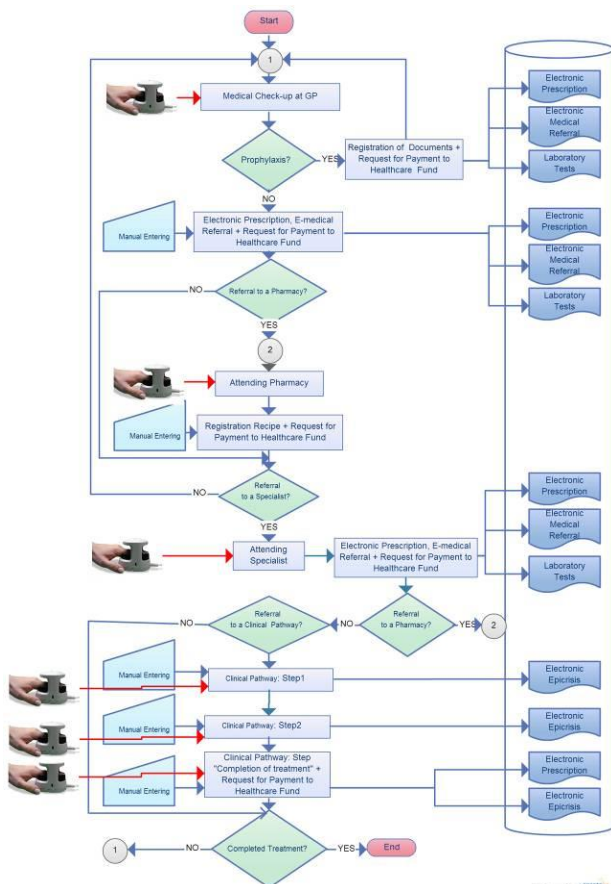 Start
1
Medical Check-up at GP
Prophylaxis?
YES
Registration of Documents +
Request for Payment to
Healthcare Fund
Electronic
Prescription
Electronic
Medical
Referral
Laboratory
Tests
NO
Manual Entering
Electronic Prescription, E-medical
Referral + Request for Payment to
Healthcare Fund
Electronic
Prescription
Electronic
Medical
Referral
Laboratory
Tests
NO
Referral to a Pharmacy?
YES
2
Attending Pharmacy
Manual Entering
Registration Recipe + Request for
Payment to Healthcare Fund
NO
Referral
to a Specialist?
YES
Attending
Specialist
Electronic Prescription, E-medical
Referral + Request for Payment to
Healthcare Fund
Electronic
Prescription
Electronic
Medical
Referral
Laboratory
Tests
NO
Referral
to a Clinical Pathway?
NO
Referral
to a Pharmacy?
YES
2
Manual Entering
Clinical Pathway: Step1
Electronic
Epicrisis
Manual Entering
Clinical Pathway: Step2
Electronic
Epicrisis
Manual Entering
Clinical Pathway: Step
"Completion of treatment" +
Request for Payment to
Healthcare Fund
Electronic
Prescription
Electronic
Epicrisis
1
NO
Completed Treatment?
YES
End